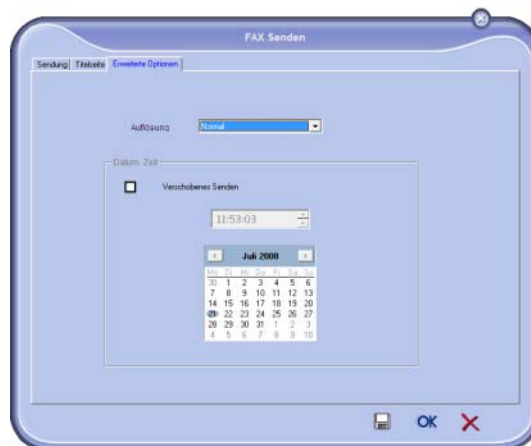 FAX Senden
Sendung Titelseite Erweiterte Optionen
Auflösung Normal
Datum Zeit
Verschobenes Senden
11:53:03
Juli 2008
Mo Di Mi Do Fr Sa So
30 1 2 3 4 5 6
7 8 9 10 11 12 13
14 15 16 17 18 19 20
21 22 23 24 25 26 27
28 29 30 31 1 2 3
4 5 6 7 8 9 10
OK